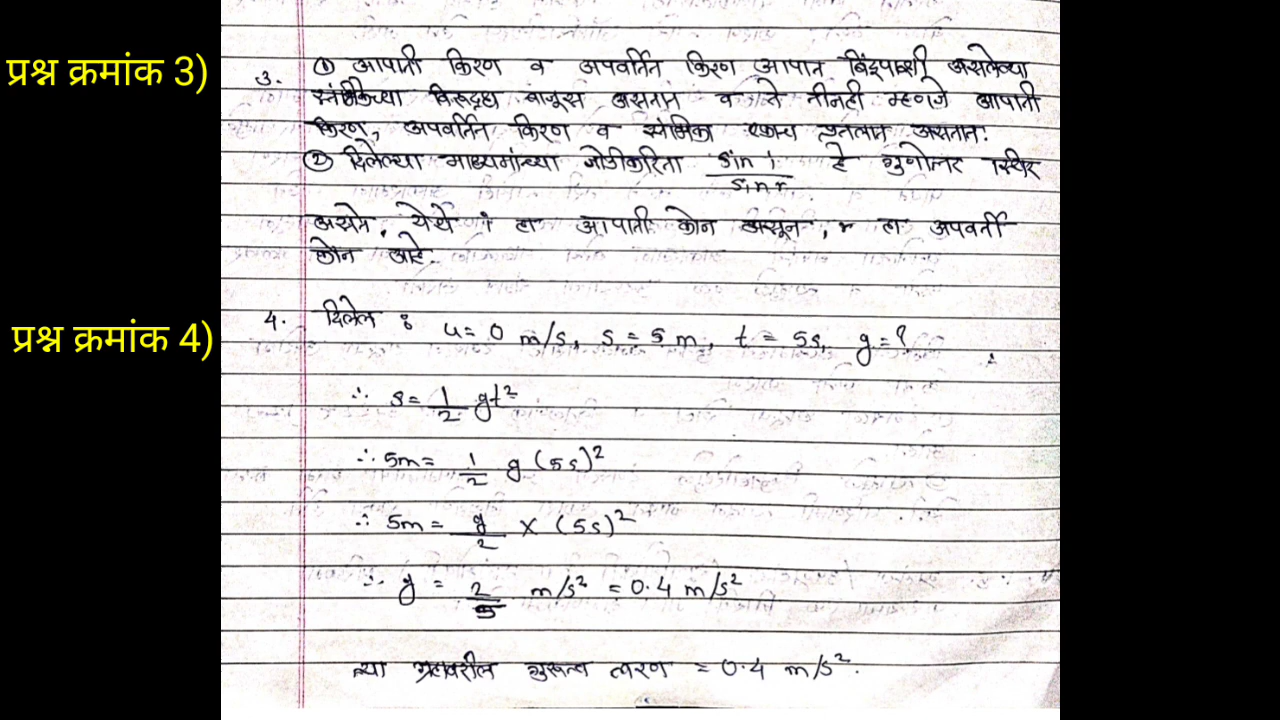 प्रश्न क्रमांक 3)
3. ① आपाती किरण व अपवर्तित किरण आपात बिंदूपाशी असलेल्या
स्तंभिकेच्या विरुद्ध बाजूस असतात व ते तीनही म्हणजे आपाती
किरण, अपवर्तित किरण व स्तंभिका एकाच प्रतलात असतात.
② दिलेल्या माध्यमांच्या जोडीकरिता sin i / sin r हे गुणोत्तर स्थिर
असते. येथे i हा आपाती कोन असून, r हा अपवर्ती
कोन आहे.
प्रश्न क्रमांक 4)
4. दिलेले : u = 0 m/s, s = 5 m, t = 5s, g = ?
∴ s = 1/2 gt²
∴ 5m = 1/2 g (5s)²
∴ 5m = g/2 × (5s)²
∴ g = 2/5 m/s² = 0.4 m/s²
त्या ग्रहावरील गुरुत्व त्वरण = 0.4 m/s².